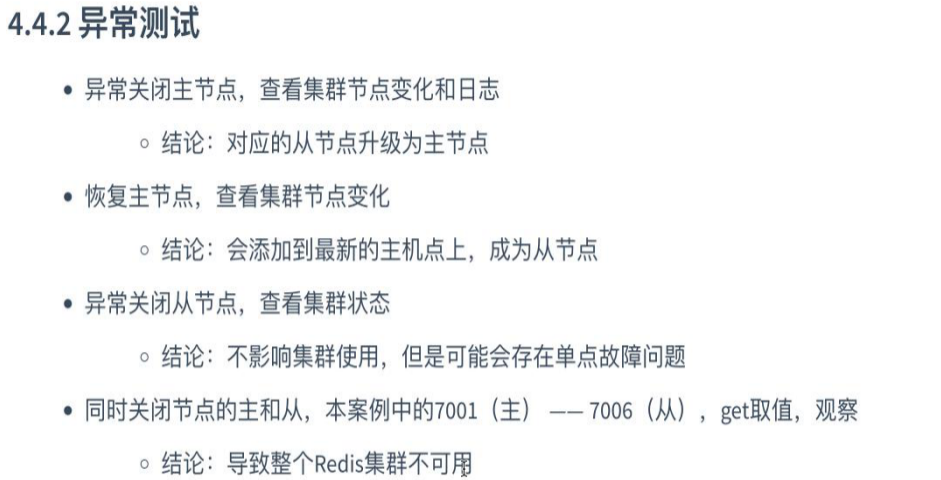 4.4.2 异常测试
• 异常关闭主节点，查看集群节点变化和日志
◦ 结论：对应的从节点升级为主节点
• 恢复主节点，查看集群节点变化
◦ 结论：会添加到最新的主机点上，成为从节点
• 异常关闭从节点，查看集群状态
◦ 结论：不影响集群使用，但是可能会存在单点故障问题
• 同时关闭节点的主和从，本案例中的7001（主） —— 7006（从），get取值，观察
◦ 结论：导致整个Redis集群不可用